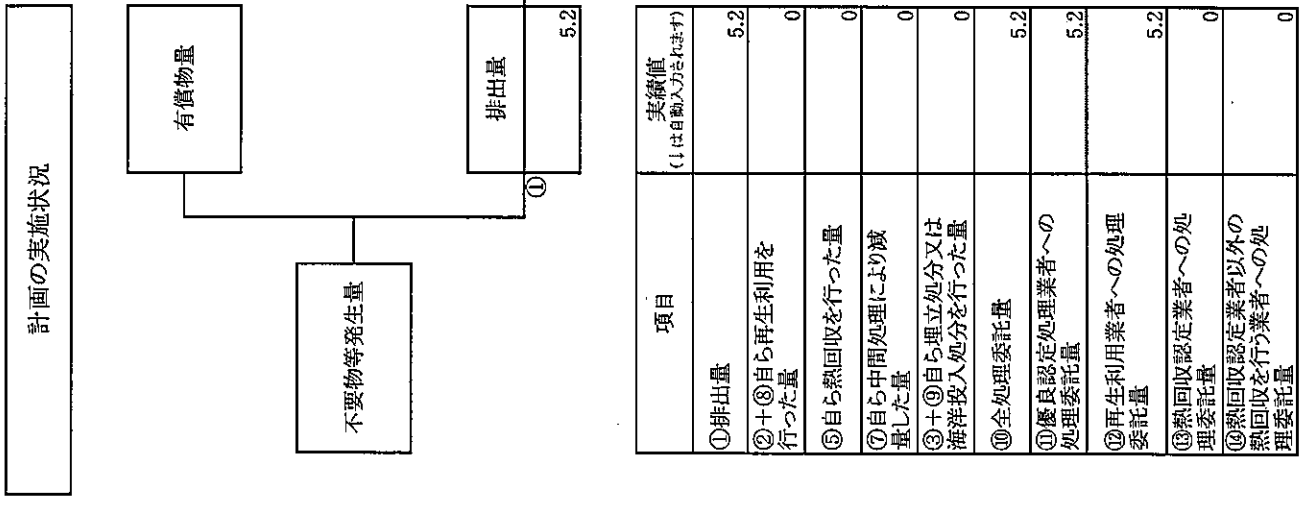 計画の実施状況
有償物量
不要物等発生量
排出量
①
5.2
項目
実績値
(↓は自動入力されます)
①排出量
5.2
②+⑧自ら再生利用を
行った量
0
⑤自ら熱回収を行った量
0
⑦自ら中間処理により減
量した量
0
③+⑨自ら埋立処分又は
海洋投入処分を行った量
0
⑩全処理委託量
5.2
⑪優良認定処理業者への
処理委託量
5.2
⑫再生利用業者への処理
委託量
5.2
⑬熱回収認定業者への処
理委託量
0
⑭熱回収認定業者以外の
熱回収を行う業者への処
理委託量
0